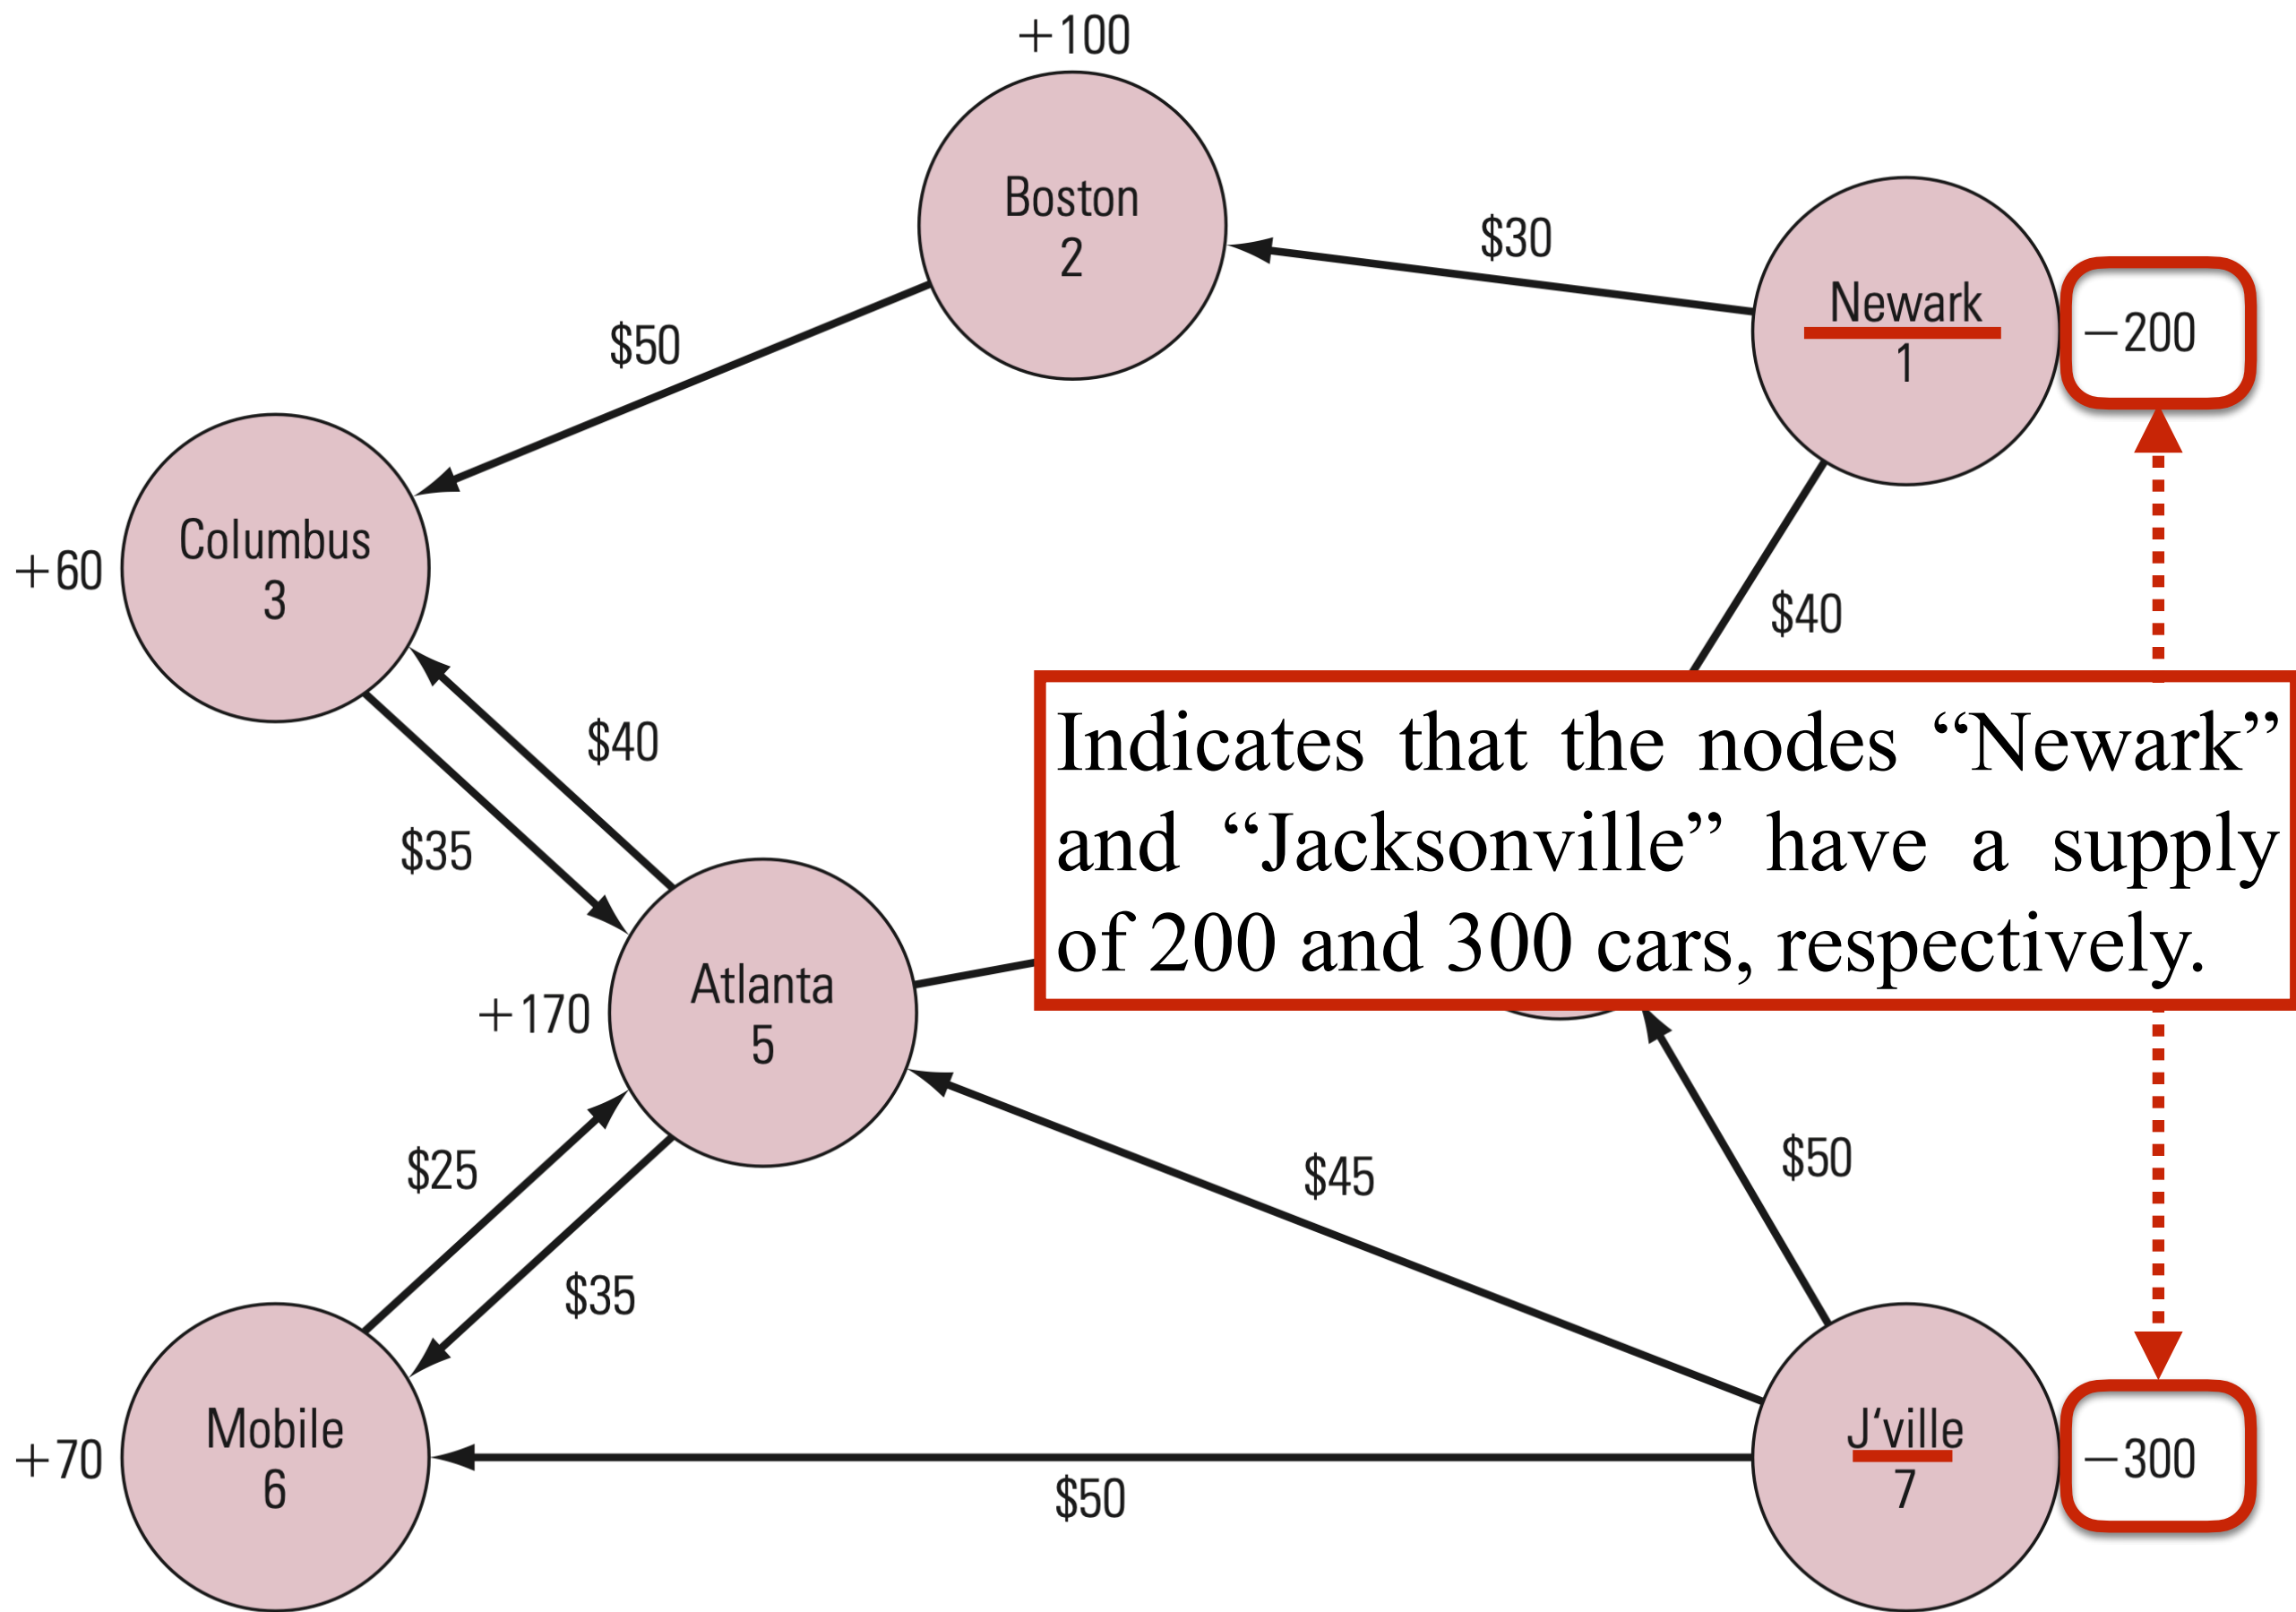 +100
Boston
2
$30
Newark
1
−200
$50
Columbus
3
+60
$40
$40
$35
Indicates that the nodes “Newark”
and “Jacksonville” have a supply
of 200 and 300 cars, respectively.
Atlanta
5
+170
$25
$45
$50
$35
Mobile
6
+70
$50
J‘ville
7
−300